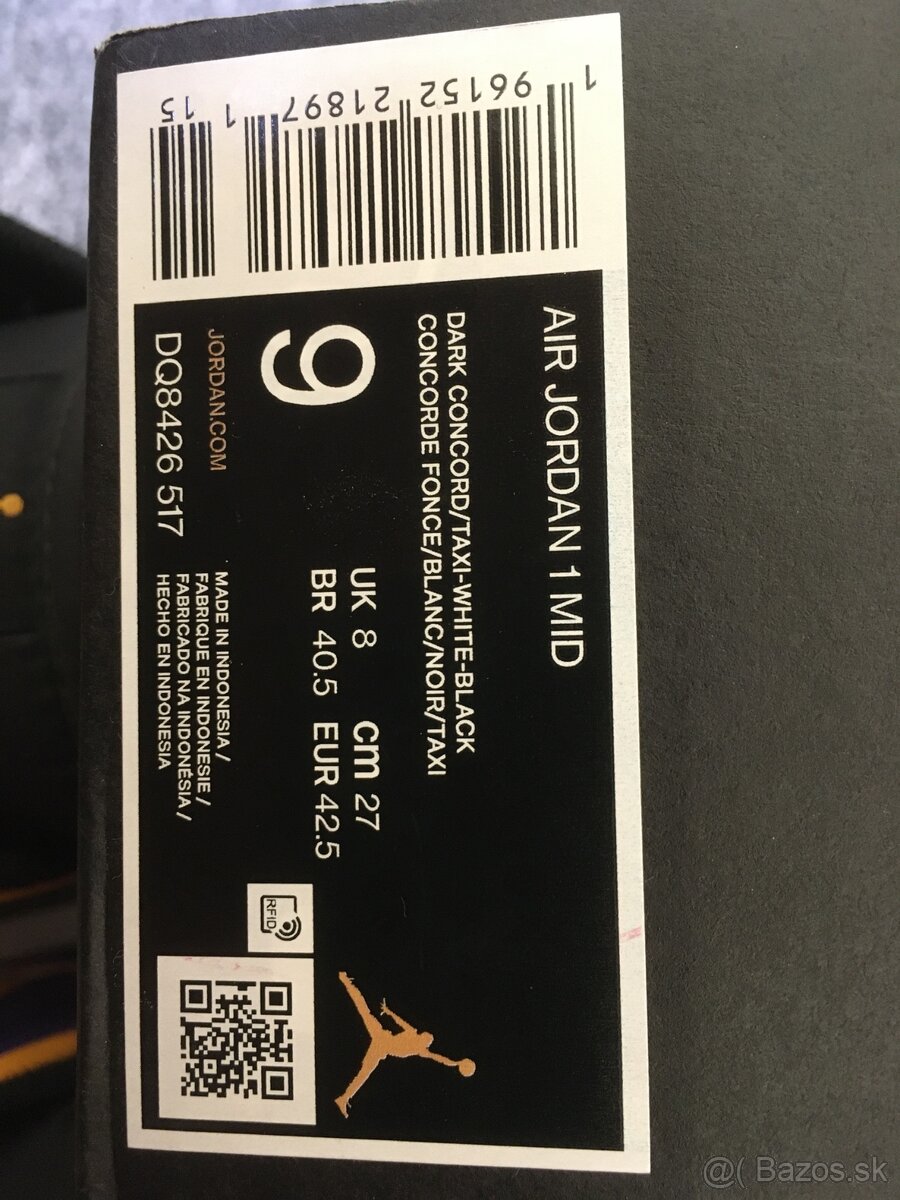 AIR JORDAN 1 MID
DARK CONCORD/TAXI-WHITE-BLACK
CONCORDE FONCE/BLANC/NOIR/TAXI
9
UK 8 cm 27
BR 40.5 EUR 42.5
JORDAN.COM
DQ8426 517
MADE IN INDONESIA/
FABRIQUE EN INDONESIE/
FABRICADO NA INDONÉSIA/
HECHO EN INDONESIA
RFID
1 96152 21897 1 15
@( Bazos.sk